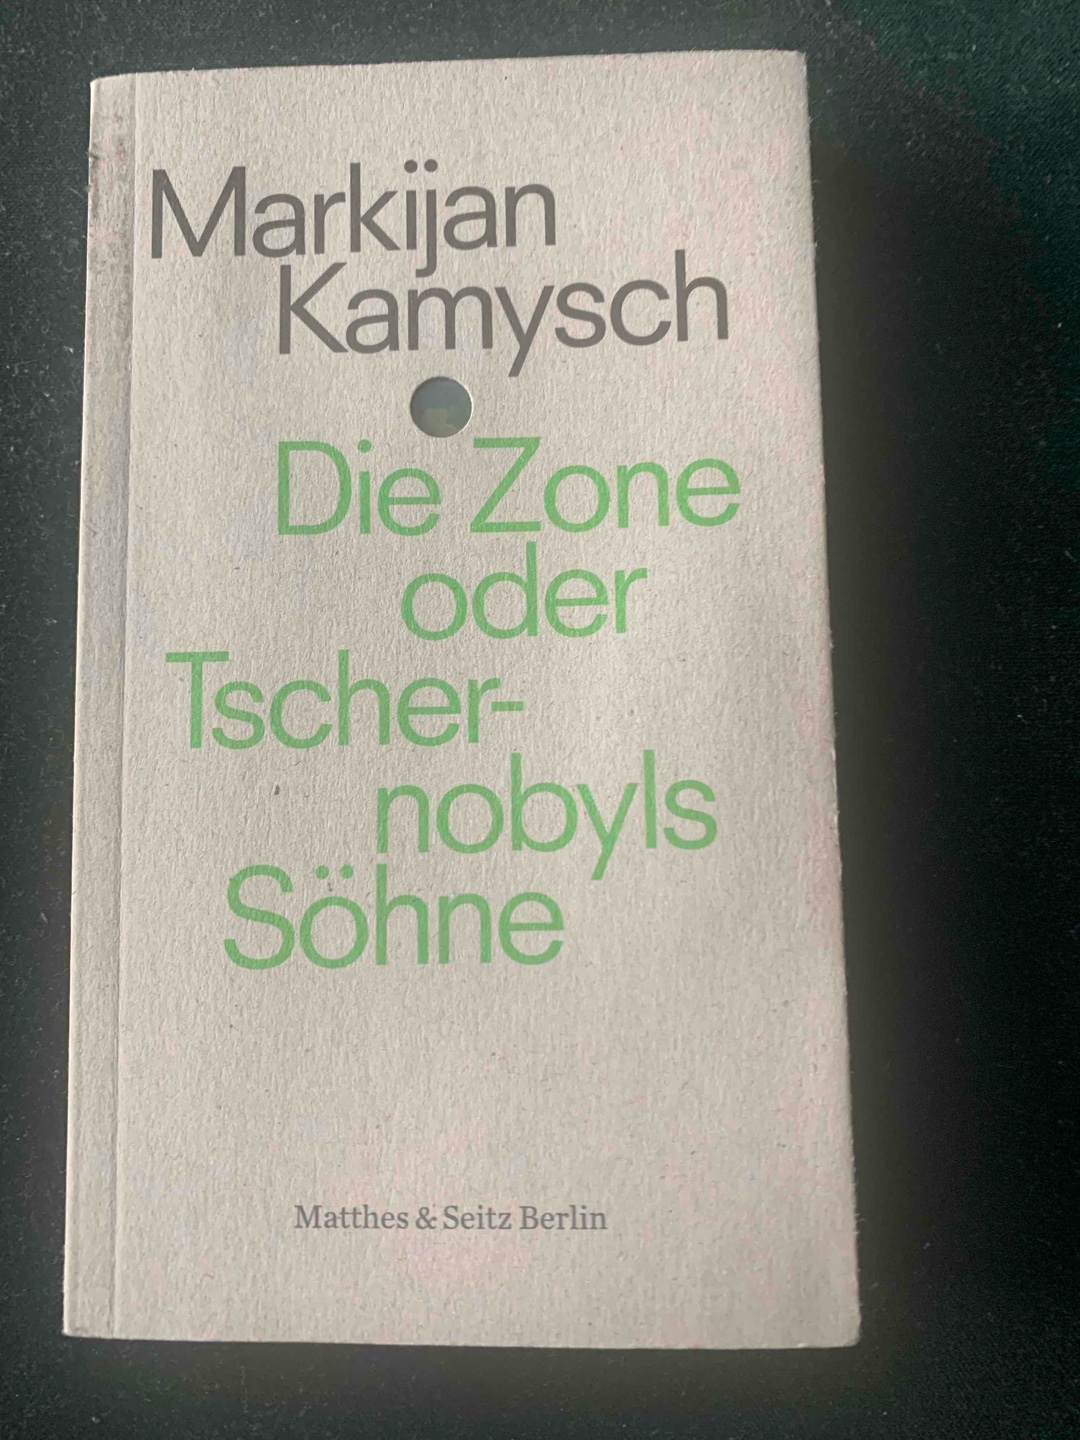 Markijan
Kamysch
Die Zone
oder
Tscher-
nobyls
Söhne
Matthes & Seitz Berlin